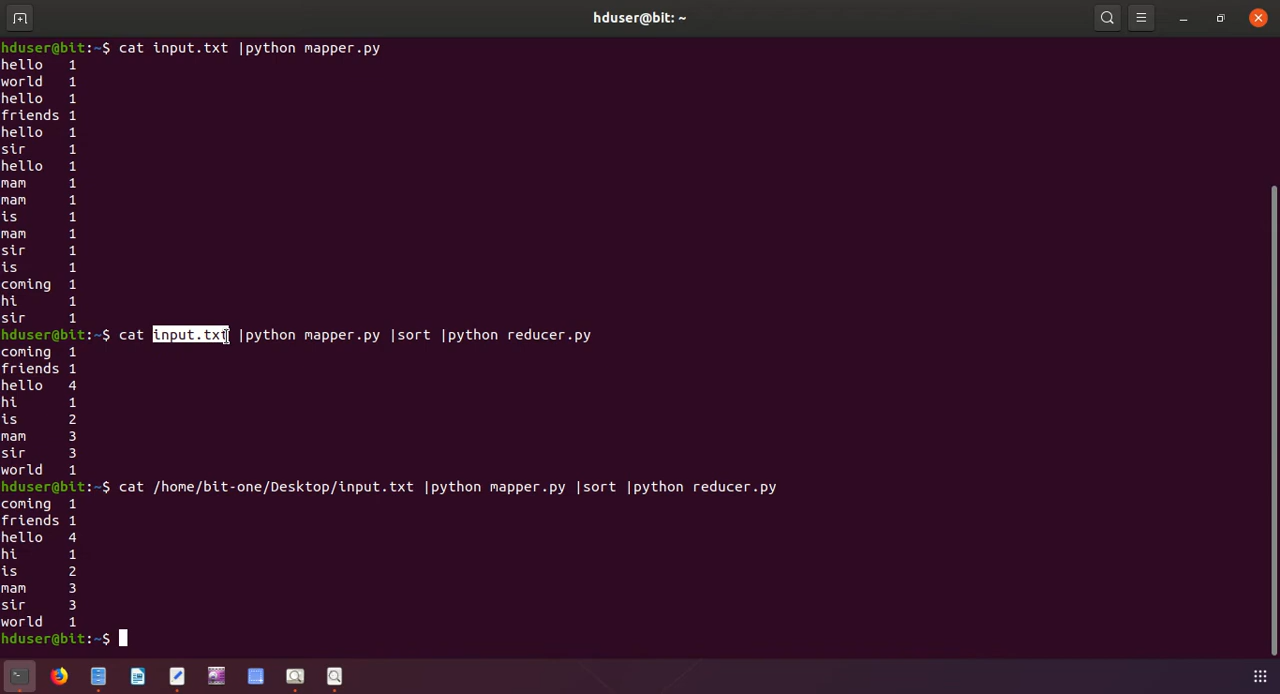 hduser@bit: ~
hduser@bit:~$ cat input.txt |python mapper.py
hello 1
world 1
hello 1
friends 1
hello 1
sir 1
hello 1
mam 1
mam 1
is 1
mam 1
sir 1
is 1
coming 1
hi 1
sir 1
hduser@bit:~$ cat input.txt |python mapper.py |sort |python reducer.py
coming 1
friends 1
hello 4
hi 1
is 2
mam 3
sir 3
world 1
hduser@bit:~$ cat /home/bit-one/Desktop/input.txt |python mapper.py |sort |python reducer.py
coming 1
friends 1
hello 4
hi 1
is 2
mam 3
sir 3
world 1
hduser@bit:~$